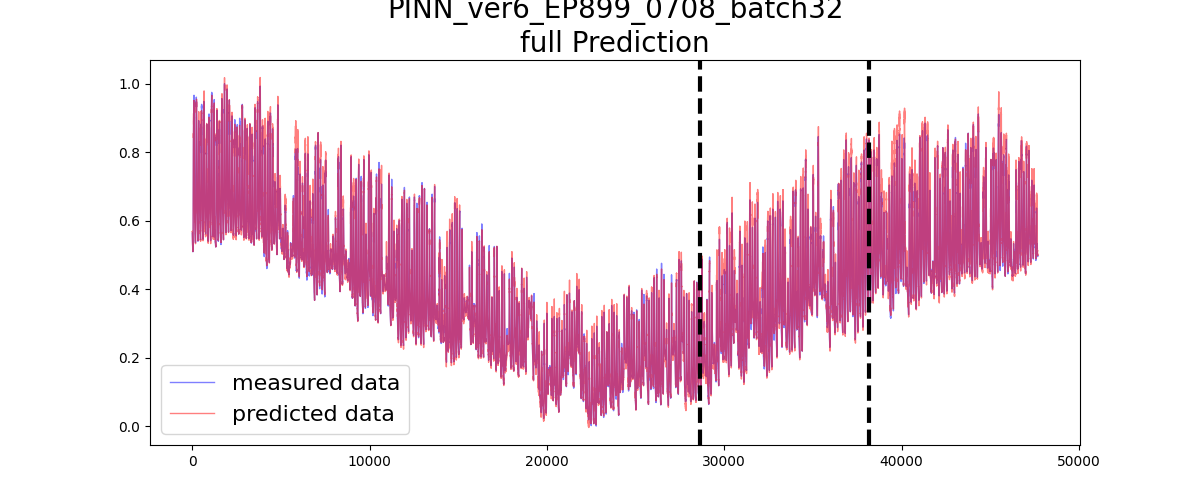 PINN_ver6_EP899_0708_batch32
full Prediction
1.0
0.8
0.6
0.4
0.2
0.0
measured data
predicted data
0 10000 20000 30000 40000 50000